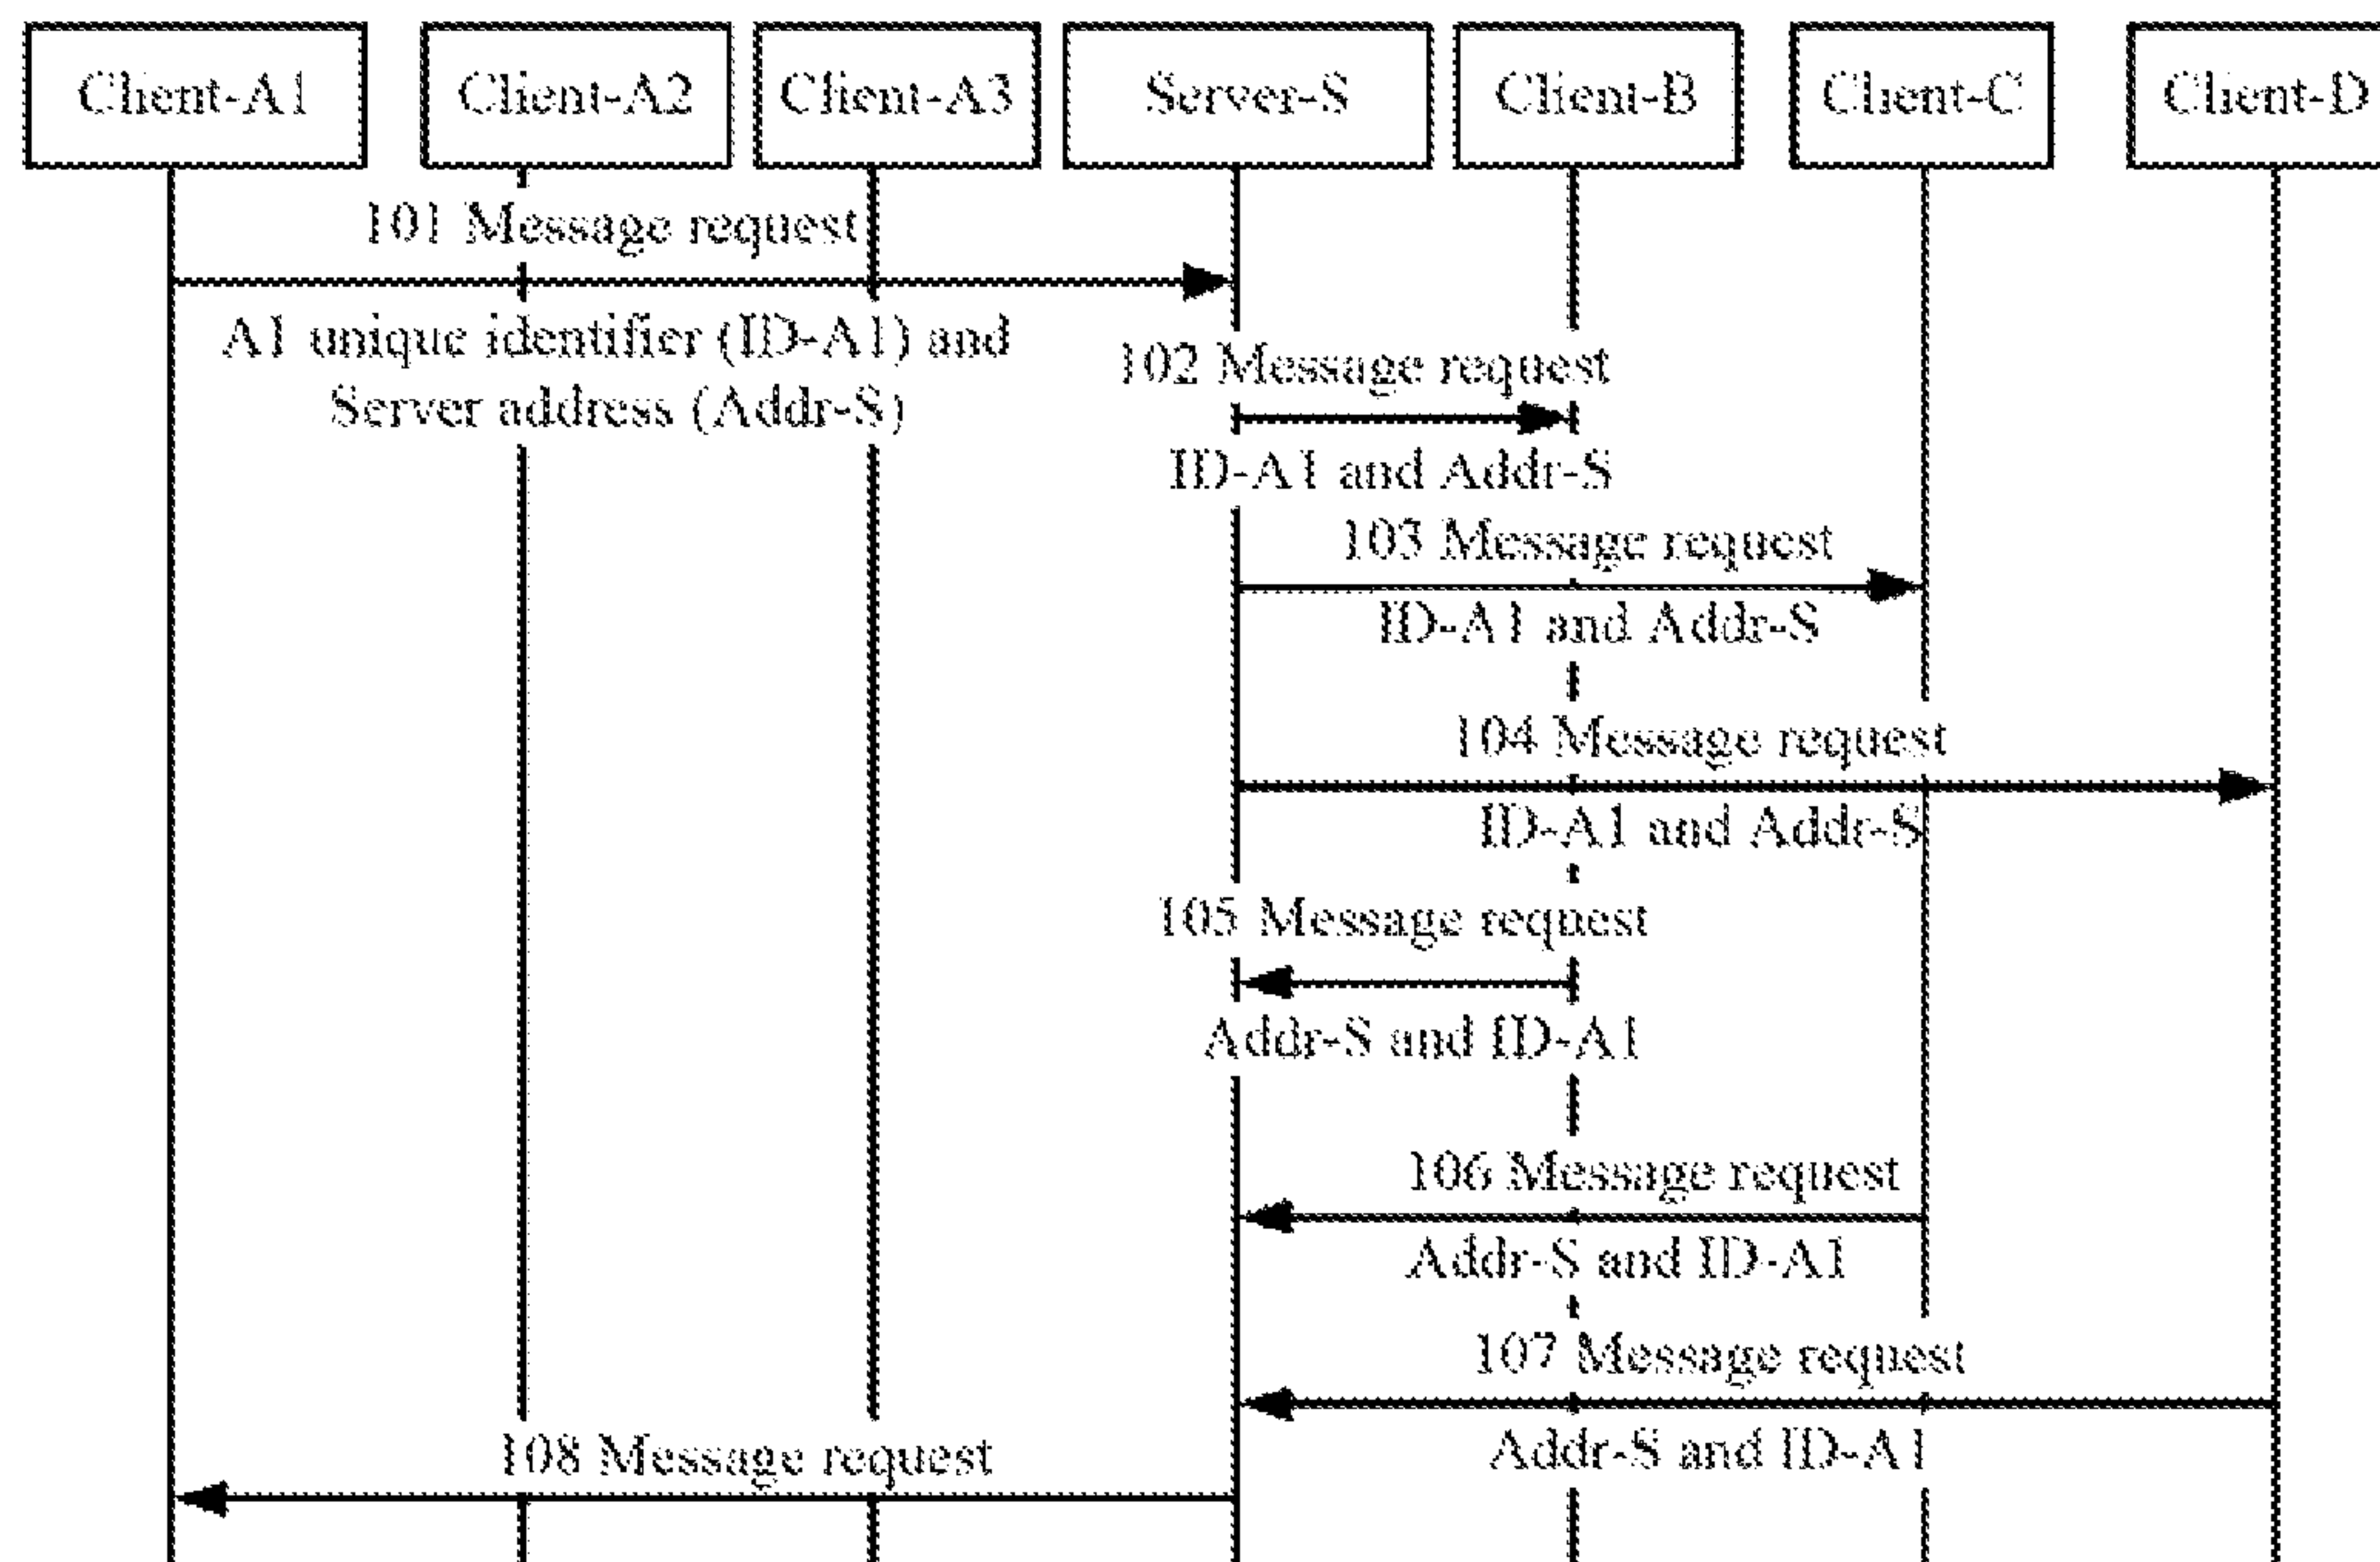 Client-A1
Client-A2
Client-A3
Server-S
Client-B
Client-C
Client-D
101 Message request
A1 unique identifier (ID-A1) and
Server address (Addr-S)
102 Message request
ID-A1 and Addr-S
103 Message request
ID-A1 and Addr-S
104 Message request
ID-A1 and Addr-S
105 Message request
Addr-S and ID-A1
106 Message request
Addr-S and ID-A1
107 Message request
Addr-S and ID-A1
108 Message request